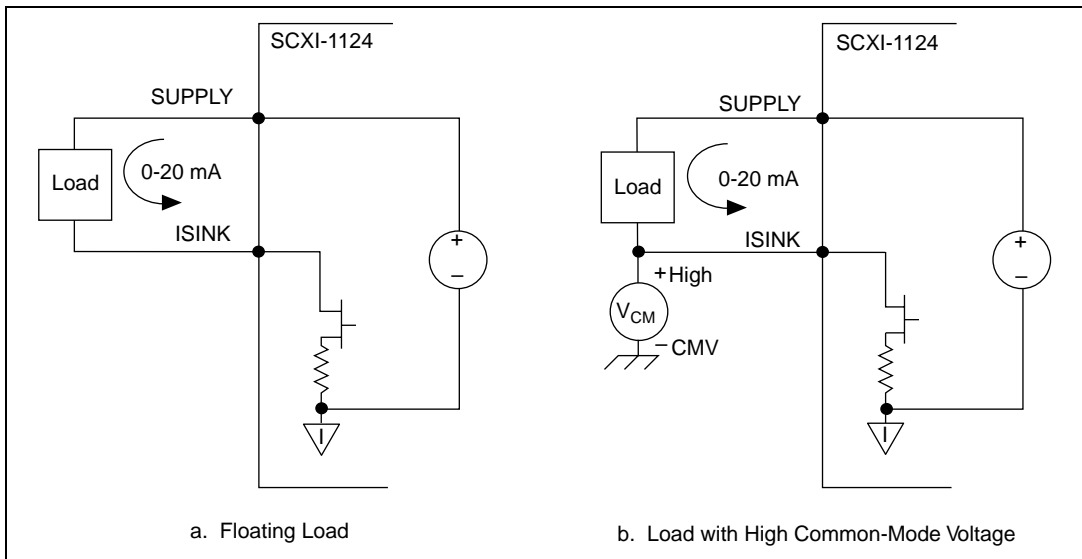 SCXI-1124
SUPPLY
Load
0-20 mA
ISINK
+
–
I
a. Floating Load
SCXI-1124
SUPPLY
Load
0-20 mA
ISINK
+High
V_CM
–CMV
+
–
I
b. Load with High Common-Mode Voltage